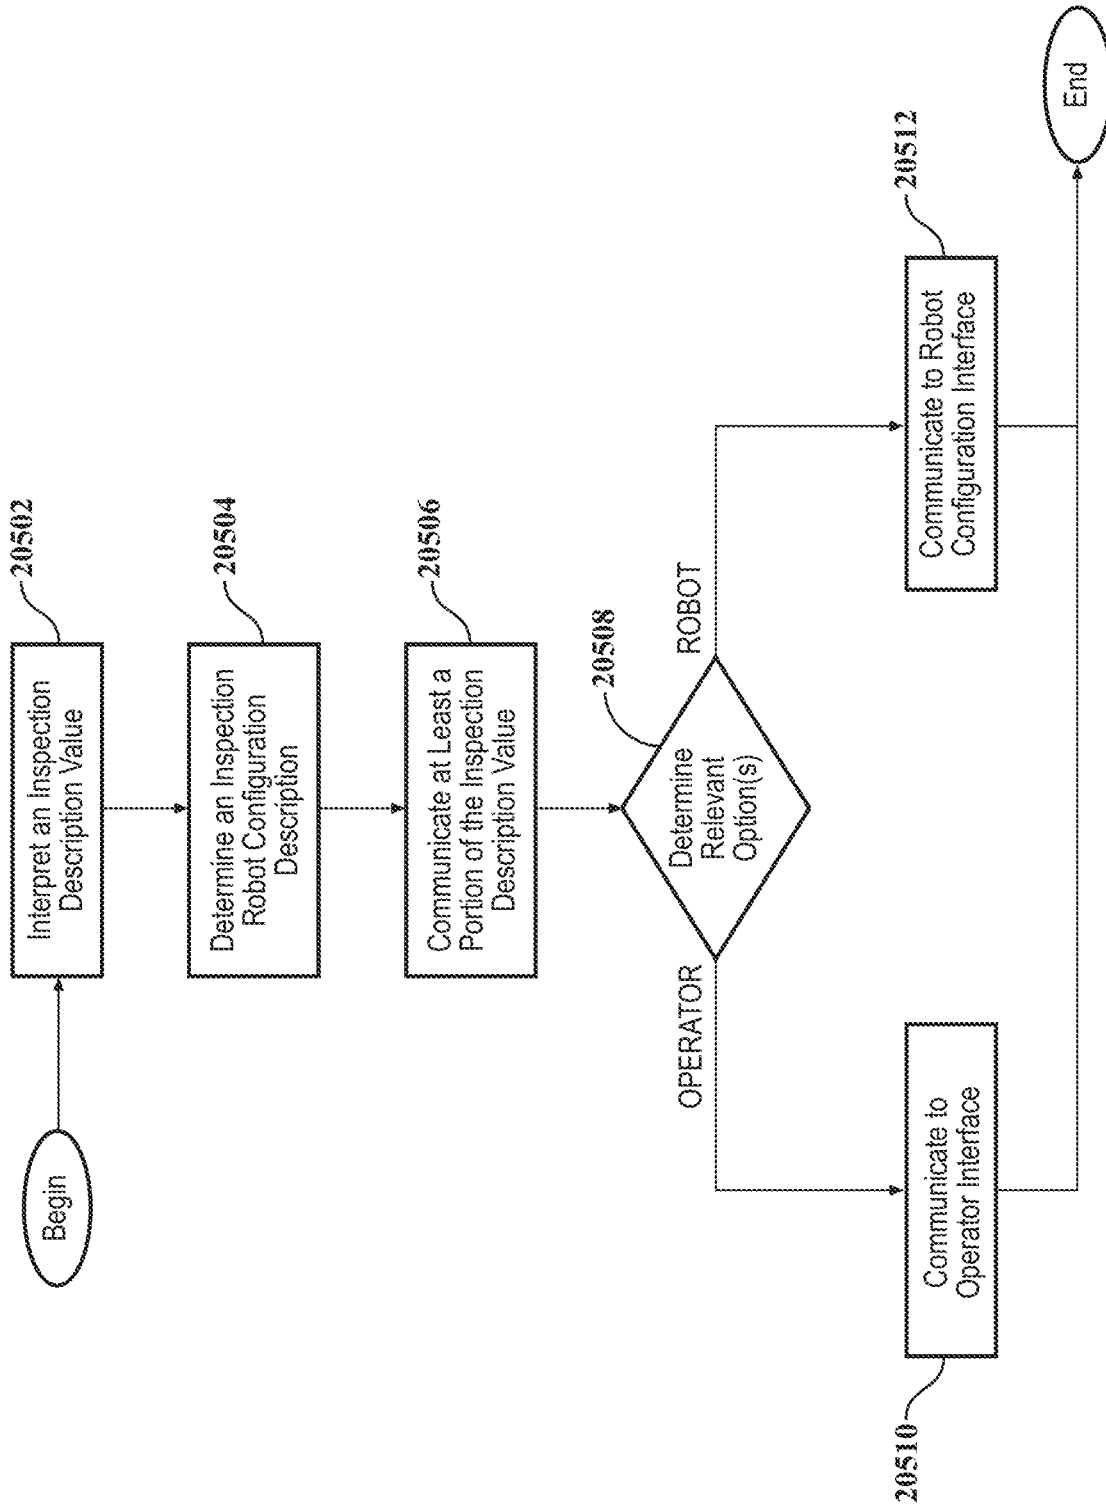 Begin
Interpret an Inspection
Description Value
20502
Determine an Inspection
Robot Configuration
Description
20504
Communicate at Least a
Portion of the Inspection
Description Value
20506
Determine
Relevant
Option(s)
20508
OPERATOR
ROBOT
Communicate to
Operator Interface
20510
Communicate to Robot
Configuration Interface
20512
End